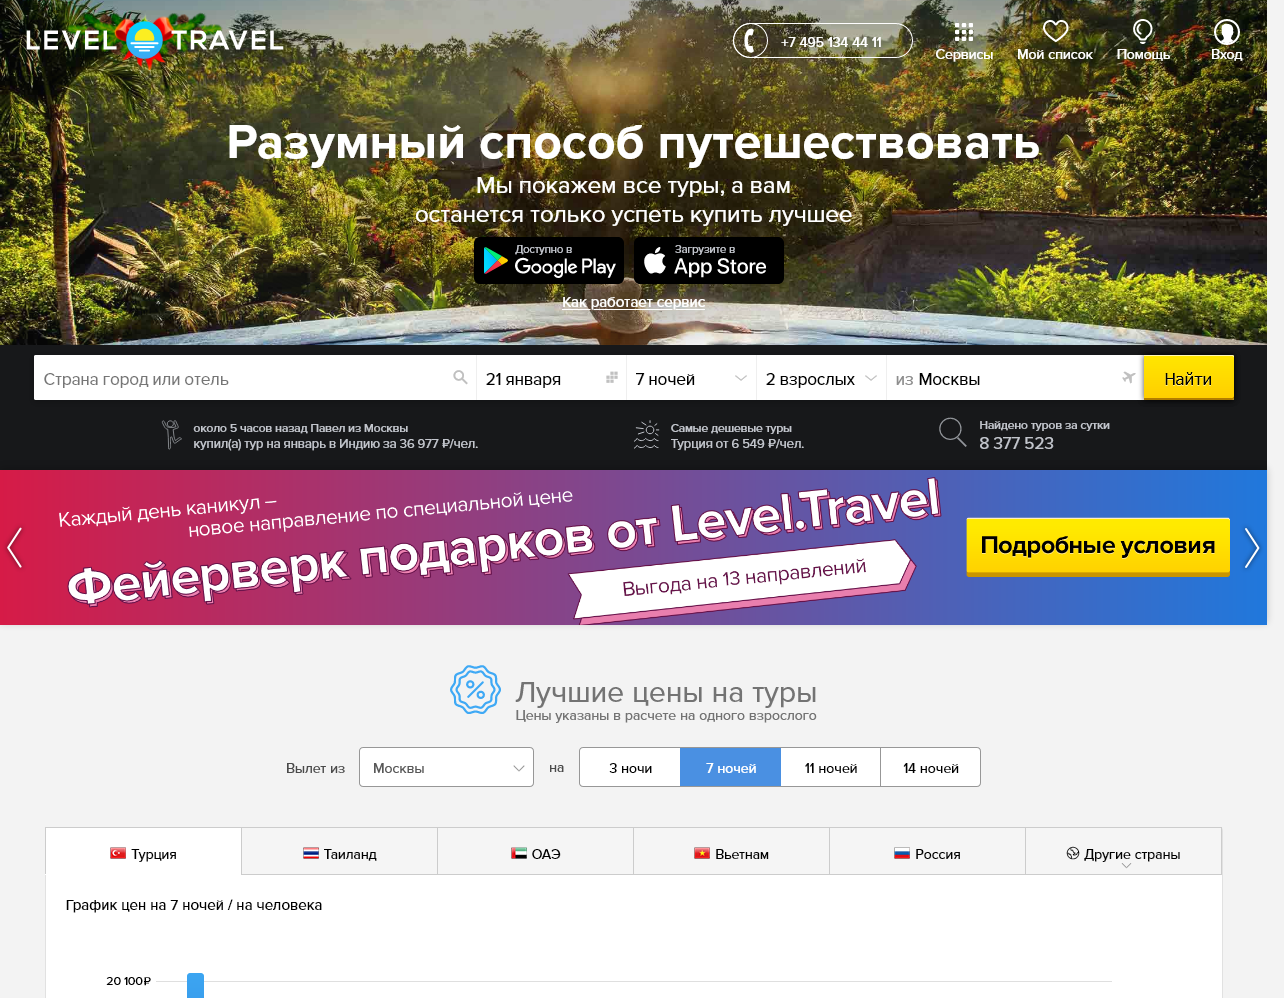 LEVEL TRAVEL
+7 495 134 44 11
Сервисы
Мой список
Помощь
Вход
Разумный способ путешествовать
Мы покажем все туры, а вам
останется только успеть купить лучшее
Доступно в
Google Play
Загрузите в
App Store
Как работает сервис
Страна город или отель
21 января
7 ночей
2 взрослых
из Москвы
Найти
около 5 часов назад Павел из Москвы
купил(а) тур на январь в Индию за 36 977 ₽/чел.
Самые дешевые туры
Турция от 6 549 ₽/чел.
Найдено туров за сутки
8 377 523
Каждый день каникул –
новое направление по специальной цене
Фейерверк подарков от Level.Travel
Выгода на 13 направлений
Подробные условия
Лучшие цены на туры
Цены указаны в расчете на одного взрослого
Вылет из
Москвы
на
3 ночи
7 ночей
11 ночей
14 ночей
Турция
Таиланд
ОАЭ
Вьетнам
Россия
Другие страны
График цен на 7 ночей / на человека
20 100₽